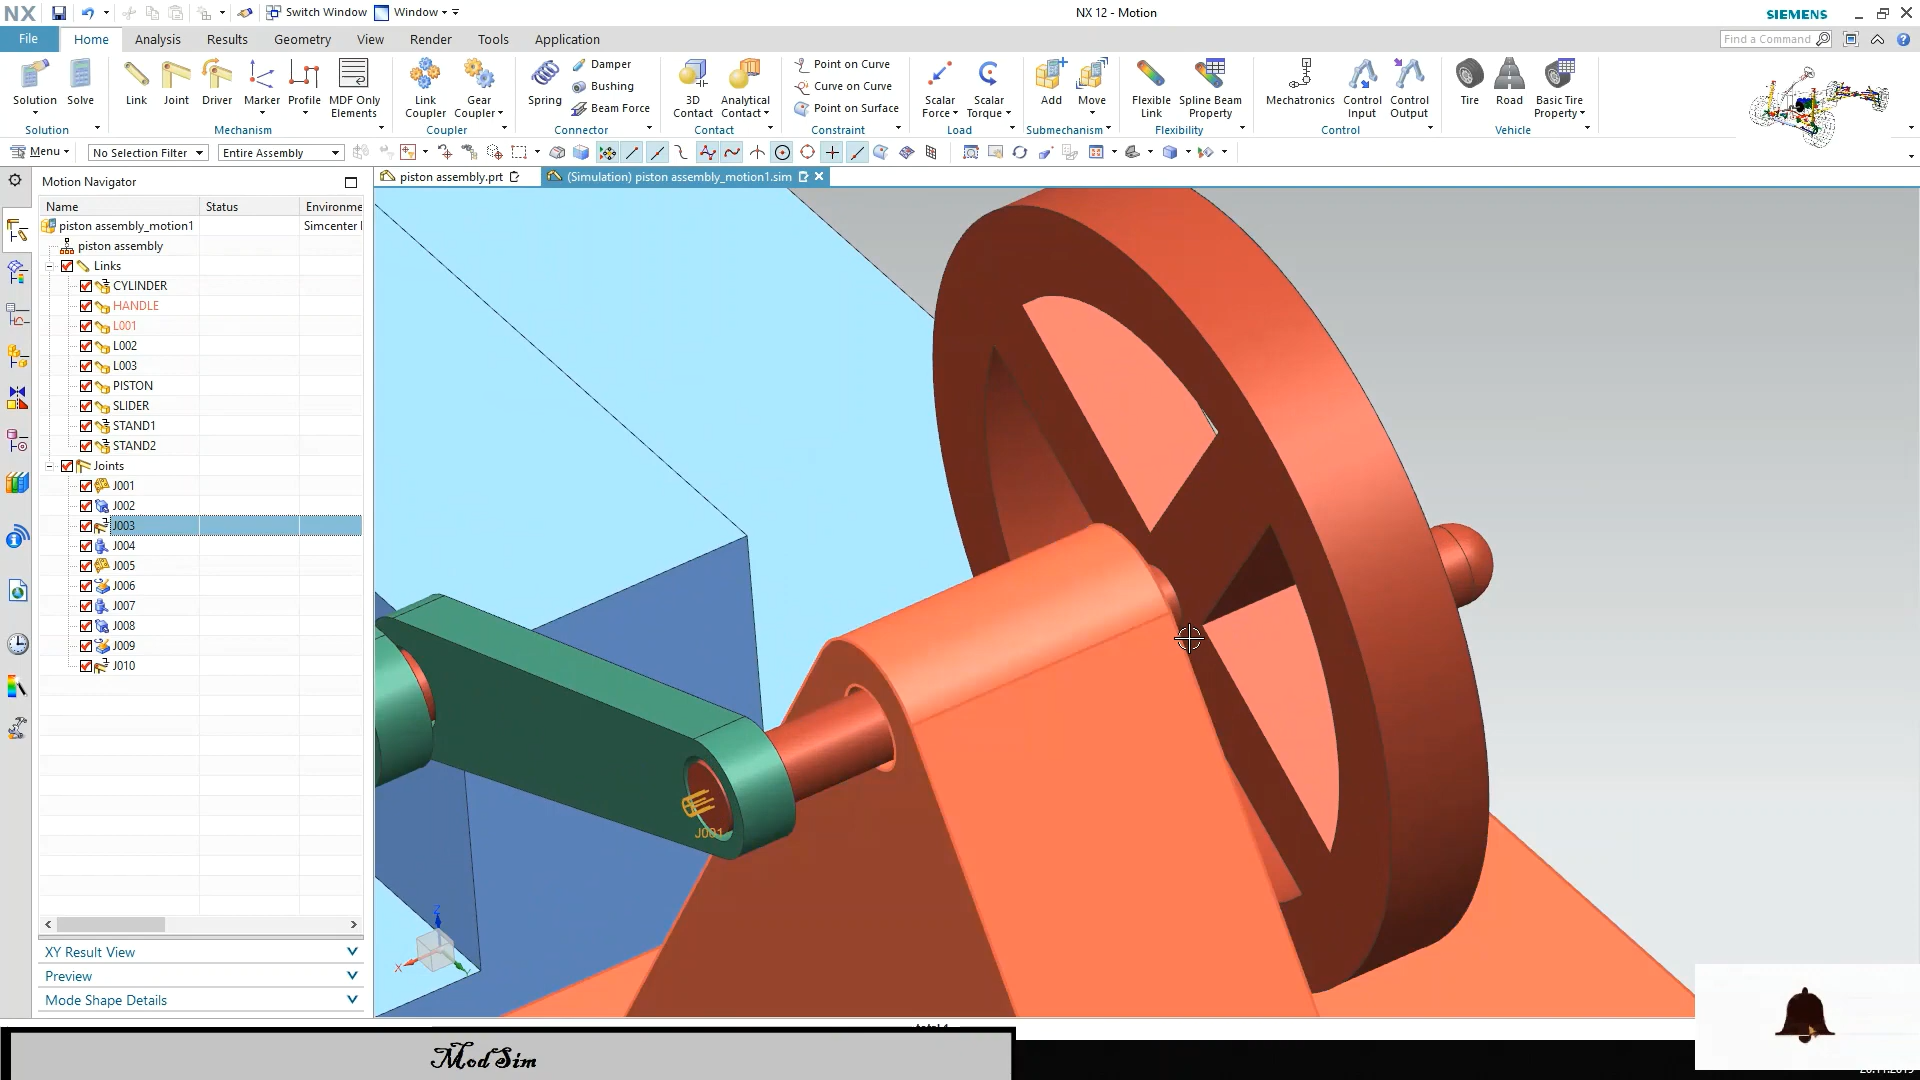 NX
Switch Window
Window
NX 12 - Motion
SIEMENS
File
Home
Analysis
Results
Geometry
View
Render
Tools
Application
Find a Command
Solution
Solve
Link
Joint
Driver
Marker
Profile
MDF Only Elements
Link Coupler
Gear Coupler
Spring
Damper
Bushing
Beam Force
3D Contact
Analytical Contact
Point on Curve
Curve on Curve
Point on Surface
Scalar Force
Scalar Torque
Add
Move
Flexible Link
Spline Beam Property
Mechatronics
Control Input
Control Output
Tire
Road
Basic Tire Property
Solution
Mechanism
Coupler
Connector
Contact
Constraint
Load
Submechanism
Flexibility
Control
Vehicle
Menu
No Selection Filter
Entire Assembly
Motion Navigator
piston assembly.prt
(Simulation) piston assembly_motion1.sim
Name
Status
Environme
piston assembly_motion1
Simcenter
piston assembly
Links
CYLINDER
HANDLE
L001
L002
L003
PISTON
SLIDER
STAND1
STAND2
Joints
J001
J002
J003
J004
J005
J006
J007
J008
J009
J010
J001
Z
X
XY Result View
Preview
Mode Shape Details
ModSim